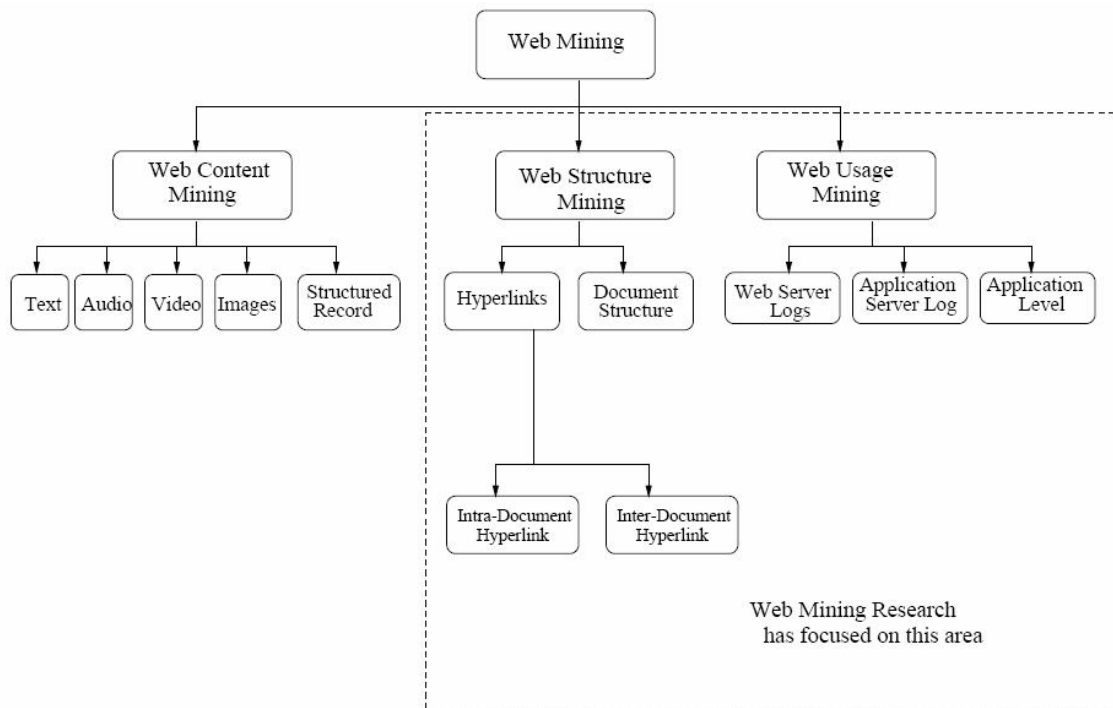 Web Mining
Web Content
Mining
Web Structure
Mining
Web Usage
Mining
Text
Audio
Video
Images
Structured
Record
Hyperlinks
Document
Structure
Web Server
Logs
Application
Server Log
Application
Level
Intra-Document
Hyperlink
Inter-Document
Hyperlink
Web Mining Research
has focused on this area